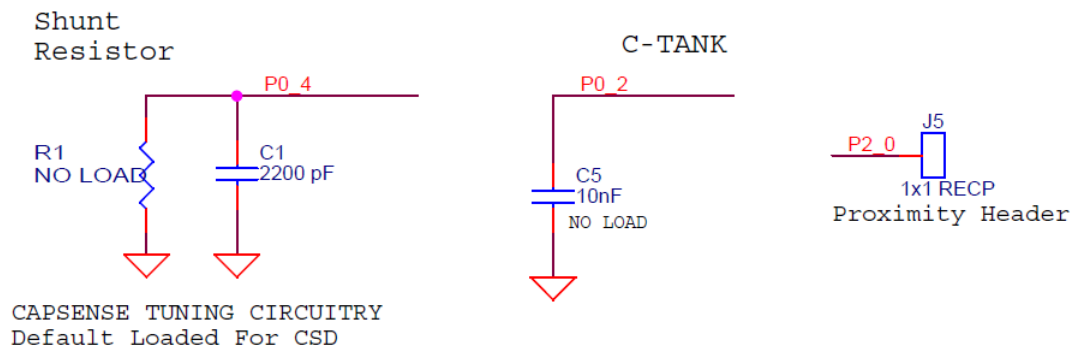 Shunt
Resistor
P0_4
R1
NO LOAD
C1
2200 pF
CAPSENSE TUNING CIRCUITRY
Default Loaded For CSD
C-TANK
P0_2
C5
10nF
NO LOAD
J5
P2_0
1x1 RECP
Proximity Header